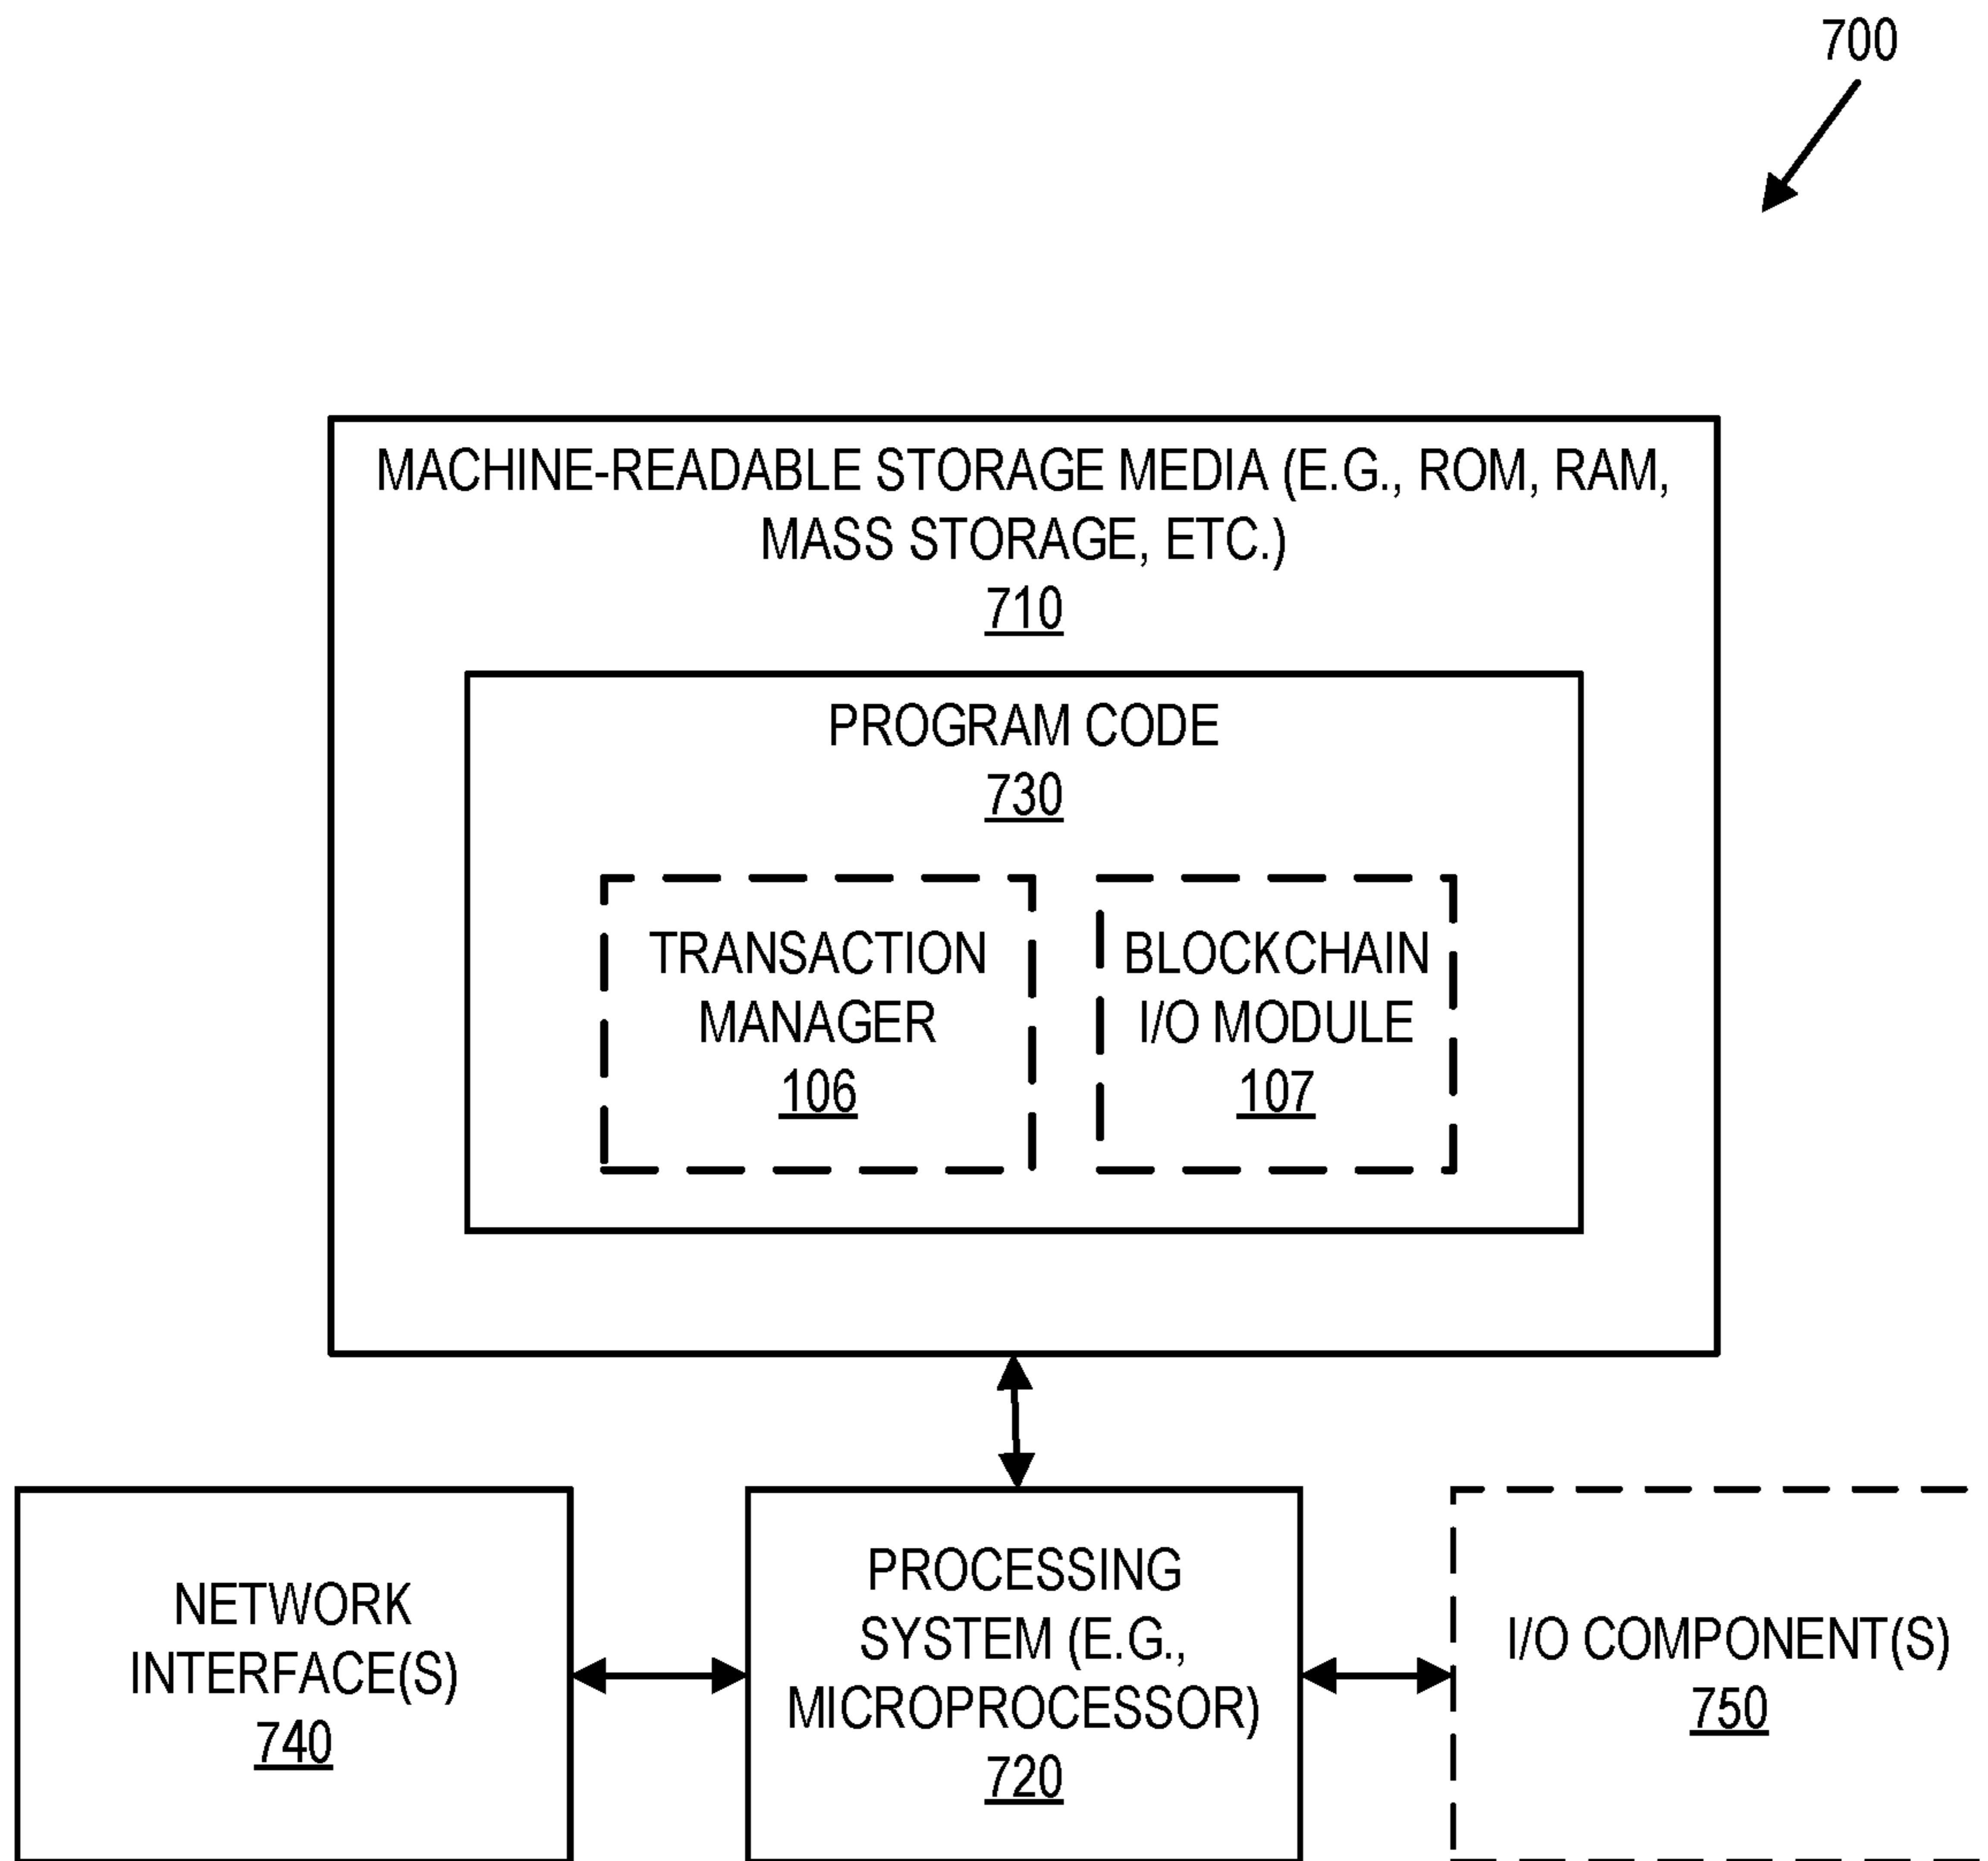 700
MACHINE-READABLE STORAGE MEDIA (E.G., ROM, RAM,
MASS STORAGE, ETC.)
710
PROGRAM CODE
730
TRANSACTION
MANAGER
106
BLOCKCHAIN
I/O MODULE
107
NETWORK
INTERFACE(S)
740
PROCESSING
SYSTEM (E.G.,
MICROPROCESSOR)
720
I/O COMPONENT(S)
750